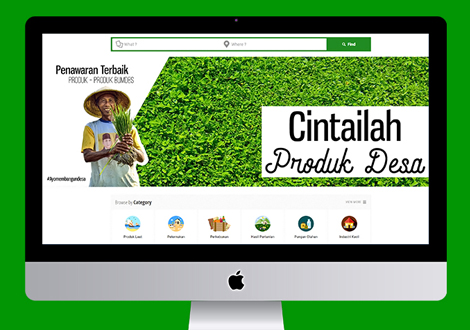 What ?
Where ?
Find
Penawaran Terbaik
PRODUK - PRODUK BUMDES
Cintailah
Produk Desa
#Ayomembangundesa
Browse by Category
VIEW MORE
Produk Laut
Peternakan
Perkebunan
Hasil Pertanian
Pangan Olahan
Industri Kecil